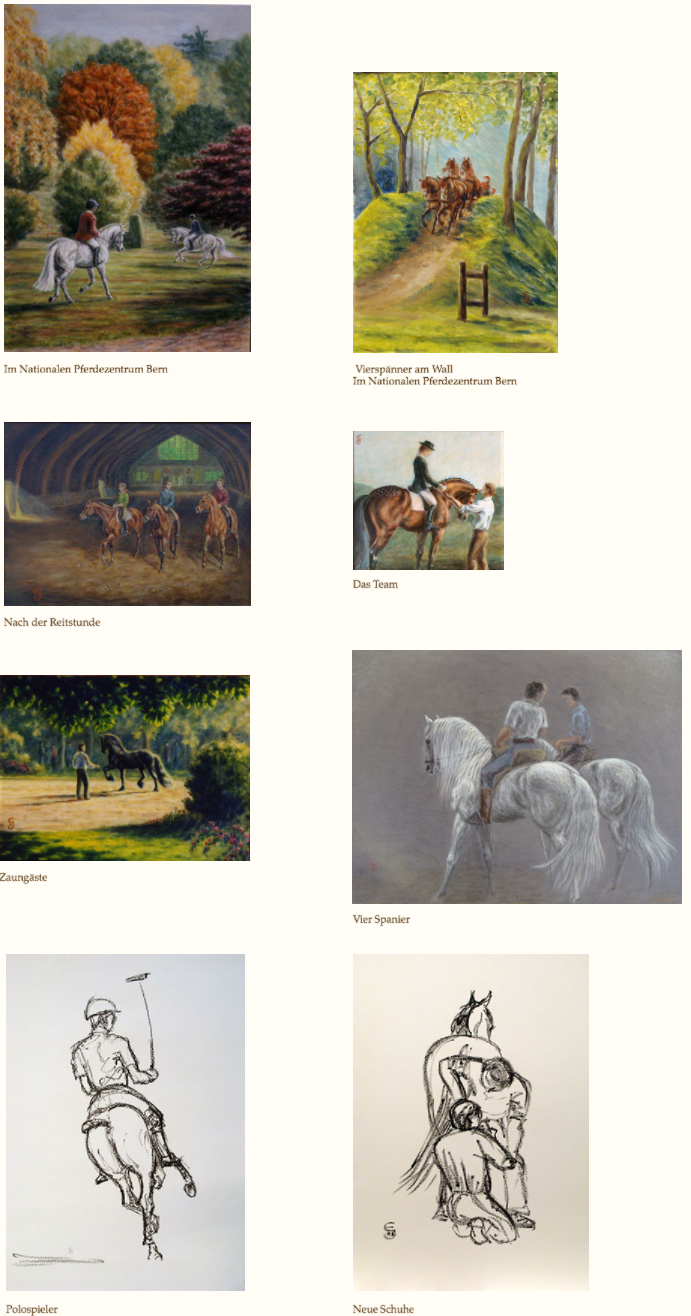 Im Nationalen Pferdezentrum Bern
Vierspänner am Wall
Im Nationalen Pferdezentrum Bern
Nach der Reitstunde
Das Team
Zaungäste
Vier Spanier
Polospieler
Neue Schuhe